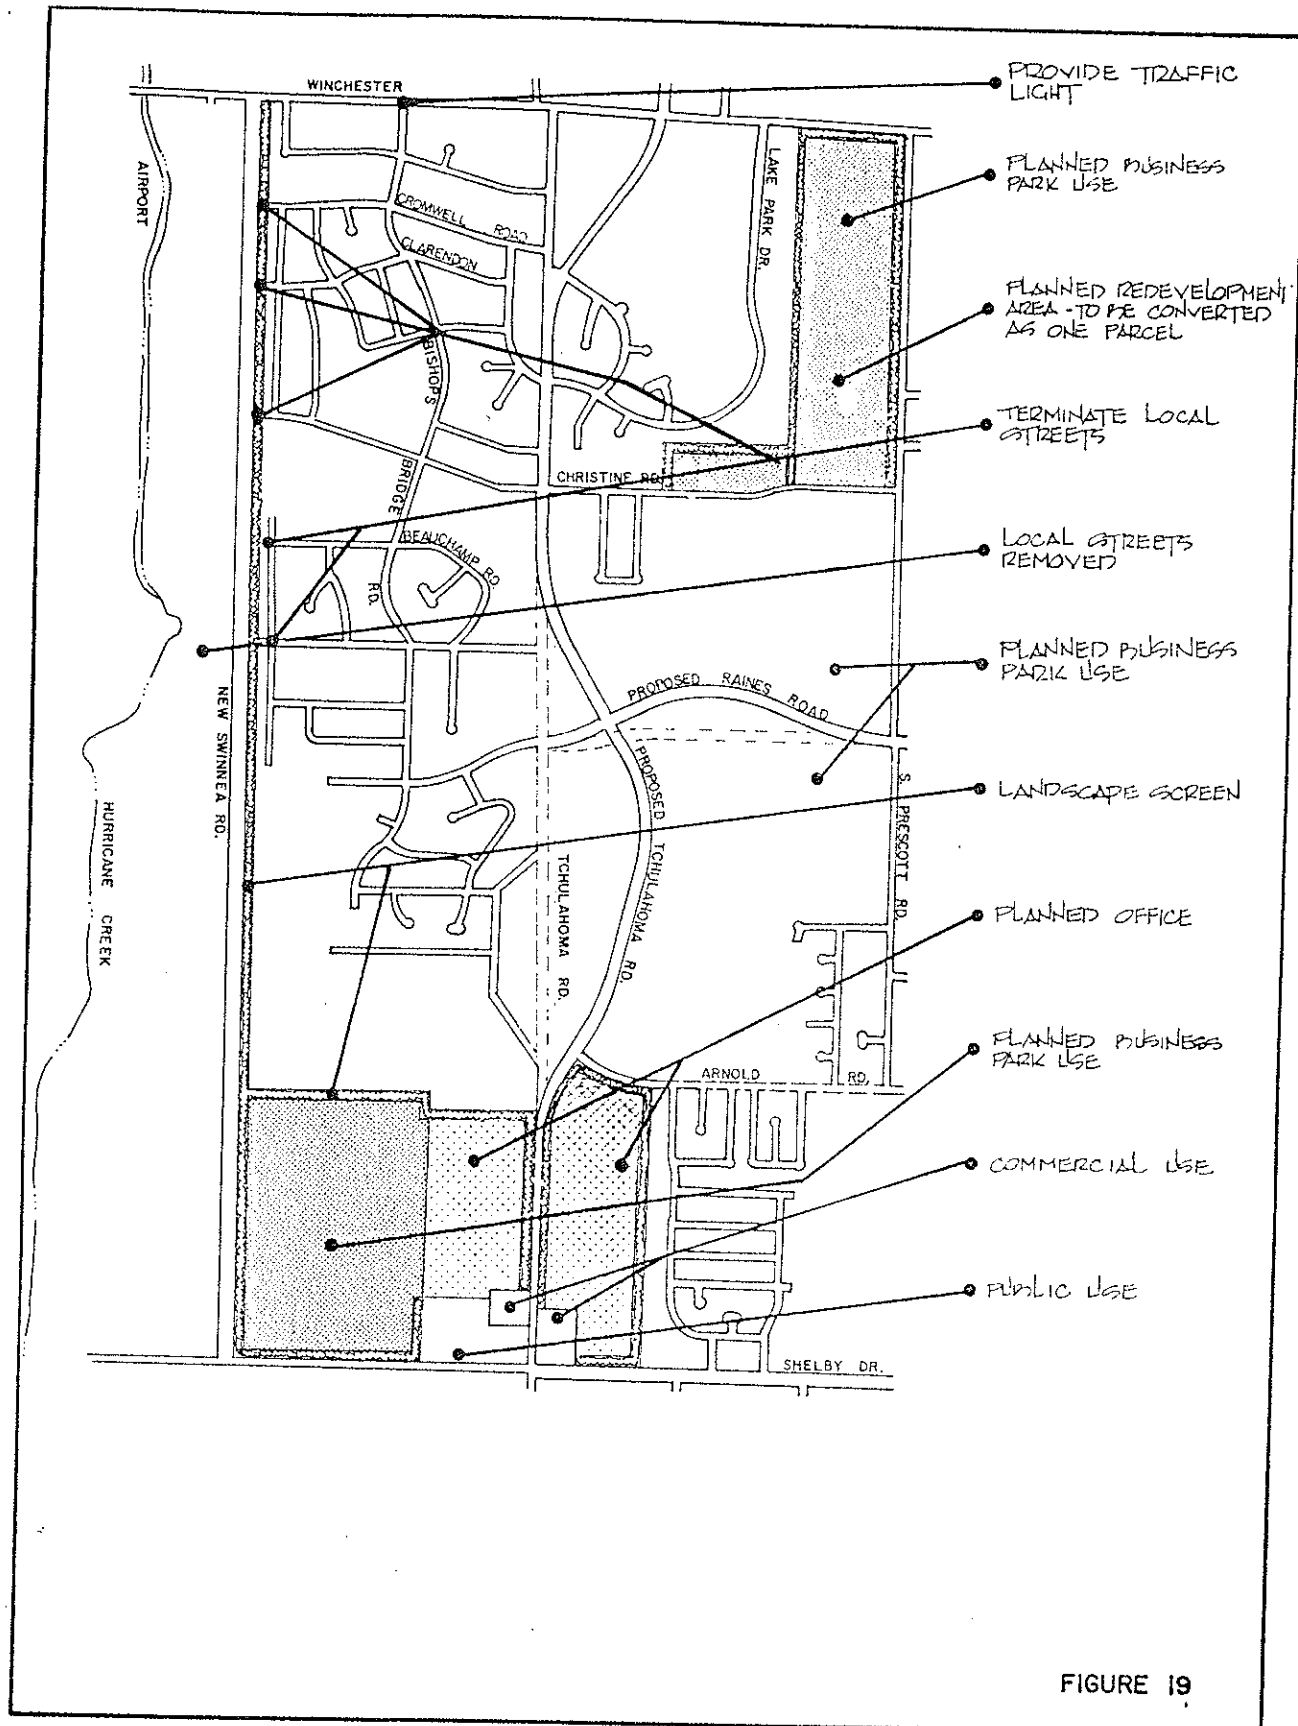 WINCHESTER
PROVIDE TRAFFIC
LIGHT
AIRPORT
LAKE PARK DR.
PLANNED BUSINESS
PARK USE
CROMWELL ROAD
CLARENDON
PLANNED REDEVELOPMENT
AREA - TO BE CONVERTED
AS ONE PARCEL
BISHOPS
BRIDGE
RD.
TERMINATE LOCAL
STREETS
CHRISTINE RD.
BEAUCHAMP RD.
LOCAL STREETS
REMOVED
PLANNED BUSINESS
PARK USE
PROPOSED RAINES ROAD
NEW SWINNEA RD.
PROPOSED TCHULAHOMA RD.
S. PRESCOTT RD.
LANDSCAPE SCREEN
HURRICANE CREEK
TCHULAHOMA RD.
PLANNED OFFICE
PLANNED BUSINESS
PARK USE
ARNOLD RD.
COMMERCIAL USE
PUBLIC USE
SHELBY DR.
FIGURE 19